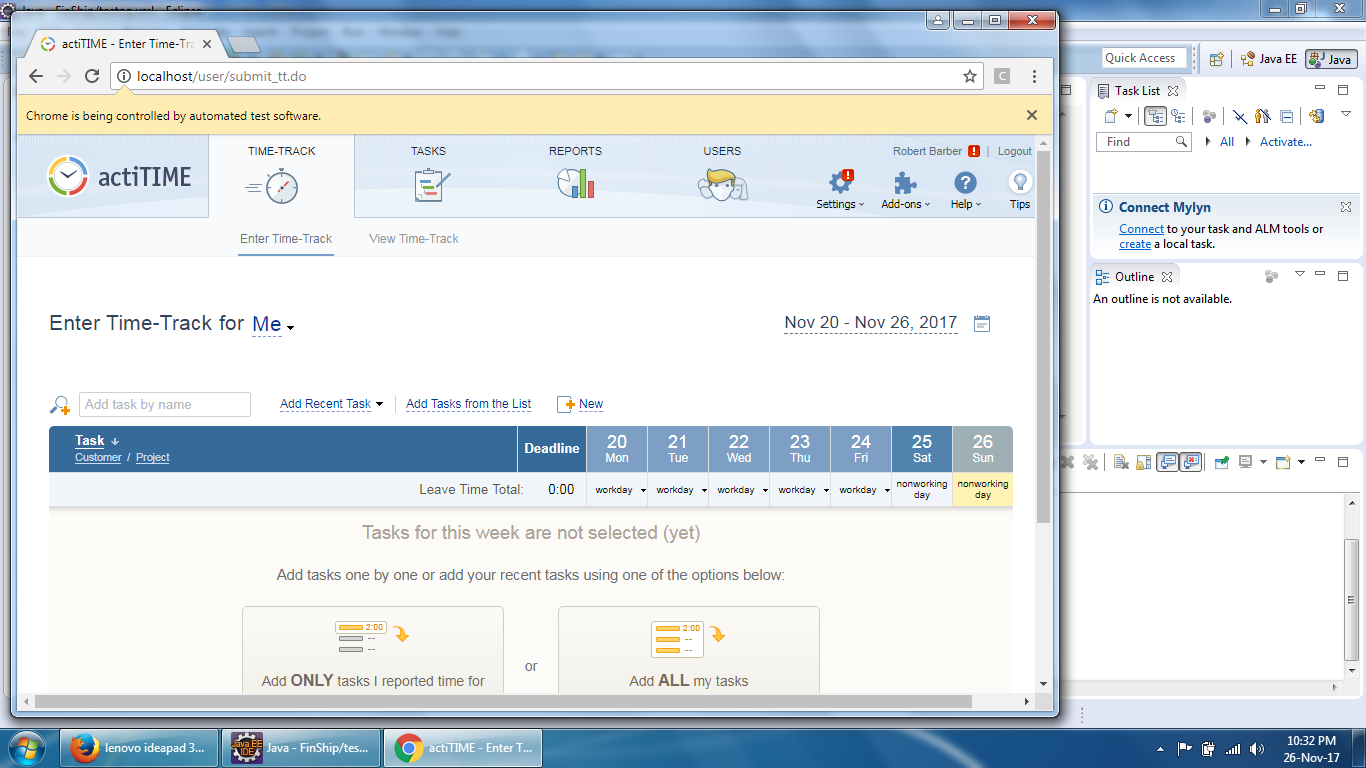 Java - FinShip/testng.xml - Eclipse
actiTIME - Enter Time-Tra
localhost/user/submit_tt.do
C
Chrome is being controlled by automated test software.
actiTIME
TIME-TRACK
TASKS
REPORTS
USERS
Robert Barber ! | Logout
Settings
Add-ons
Help
Tips
Enter Time-Track
View Time-Track
Enter Time-Track for Me
Nov 20 - Nov 26, 2017
Add task by name
Add Recent Task
Add Tasks from the List
New
Task
Customer / Project
Deadline
20 Mon
21 Tue
22 Wed
23 Thu
24 Fri
25 Sat
26 Sun
Leave Time Total: 0:00
workday
workday
workday
workday
workday
nonworking day
nonworking day
Tasks for this week are not selected (yet)
Add tasks one by one or add your recent tasks using one of the options below:
2:00
--
--
Add ONLY tasks I reported time for
or
2:00
--
--
Add ALL my tasks
Quick Access
Java EE
Java
Task List
Find
All
Activate...
Connect Mylyn
Connect to your task and ALM tools or
create a local task.
Outline
An outline is not available.
lenovo ideapad 3...
Java EE IDE
Java - FinShip/tes...
actiTIME - Enter T...
10:32 PM
26-Nov-17